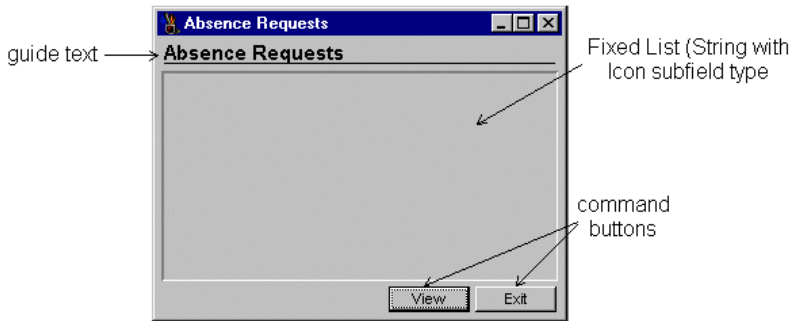 Absence Requests
guide text
Absence Requests
Fixed List (String with
Icon subfield type
command
buttons
View
Exit